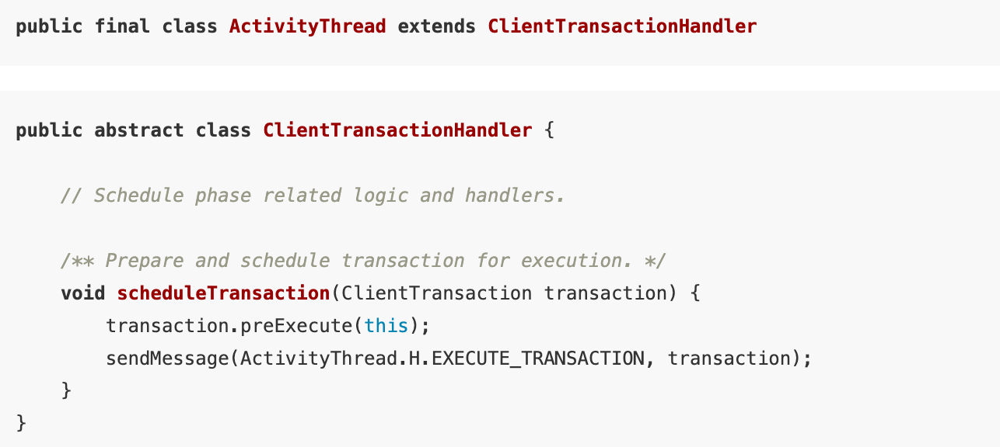 public final class ActivityThread extends ClientTransactionHandler
public abstract class ClientTransactionHandler {
// Schedule phase related logic and handlers.
/** Prepare and schedule transaction for execution. */
void scheduleTransaction(ClientTransaction transaction) {
transaction.preExecute(this);
sendMessage(ActivityThread.H.EXECUTE_TRANSACTION, transaction);
}
}